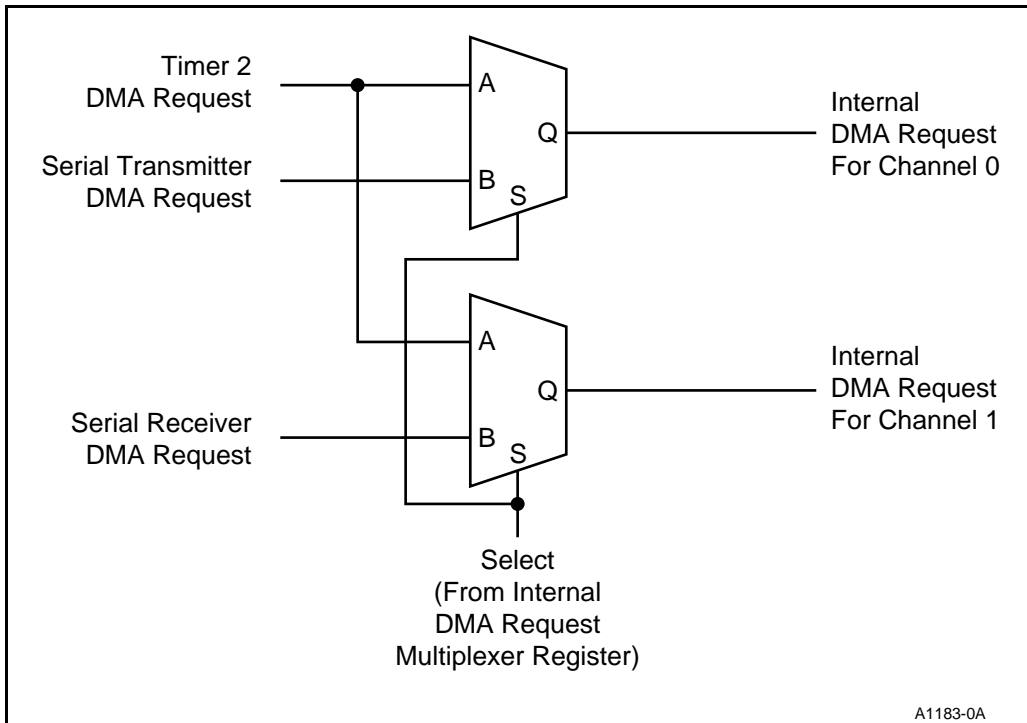 Timer 2
DMA Request
Serial Transmitter
DMA Request
A
B
S
Q
Internal
DMA Request
For Channel 0
A
B
S
Q
Internal
DMA Request
For Channel 1
Serial Receiver
DMA Request
Select
(From Internal
DMA Request
Multiplexer Register)
A1183-0A